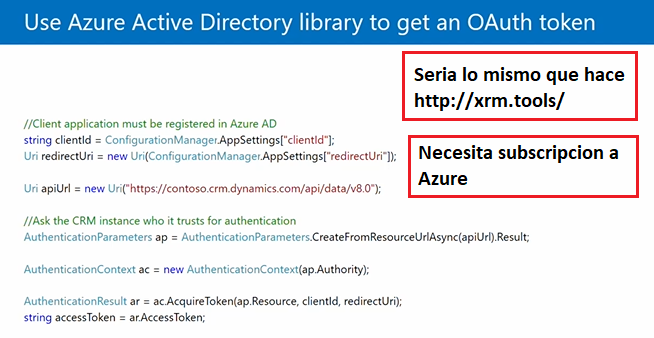 Use Azure Active Directory library to get an OAuth token
Seria lo mismo que hace
http://xrm.tools/
//Client application must be registered in Azure AD
string clientId = ConfigurationManager.AppSettings["clientId"];
Uri redirectUri = new Uri(ConfigurationManager.AppSettings["redirectUri"]);
Necesita subscripcion a
Azure
Uri apiUrl = new Uri("https://contoso.crm.dynamics.com/api/data/v8.0");
//Ask the CRM instance who it trusts for authentication
AuthenticationParameters ap = AuthenticationParameters.CreateFromResourceUrlAsync(apiUrl).Result;
AuthenticationContext ac = new AuthenticationContext(ap.Authority);
AuthenticationResult ar = ac.AcquireToken(ap.Resource, clientId, redirectUri);
string accessToken = ar.AccessToken;